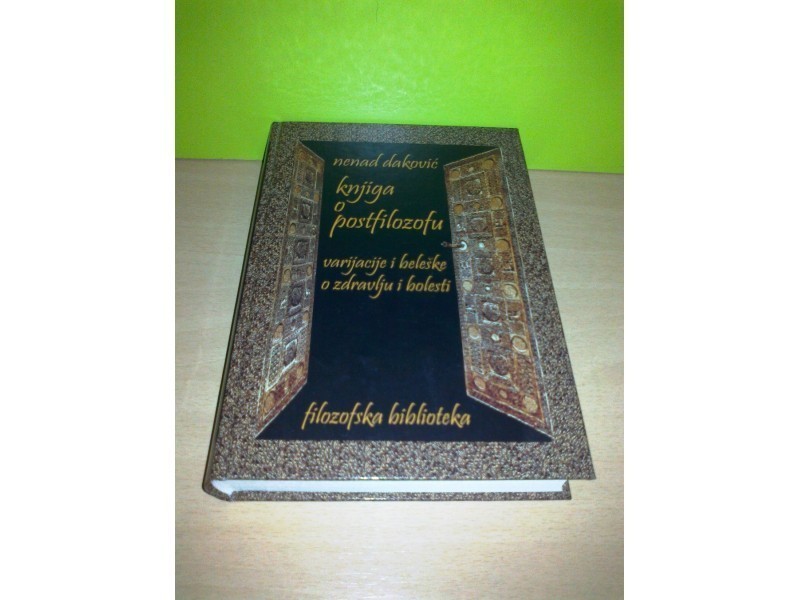 nenad daković
knjiga
o
postfilozofu
varijacije i beleške
o zdravlju i bolesti
filozofska biblioteka